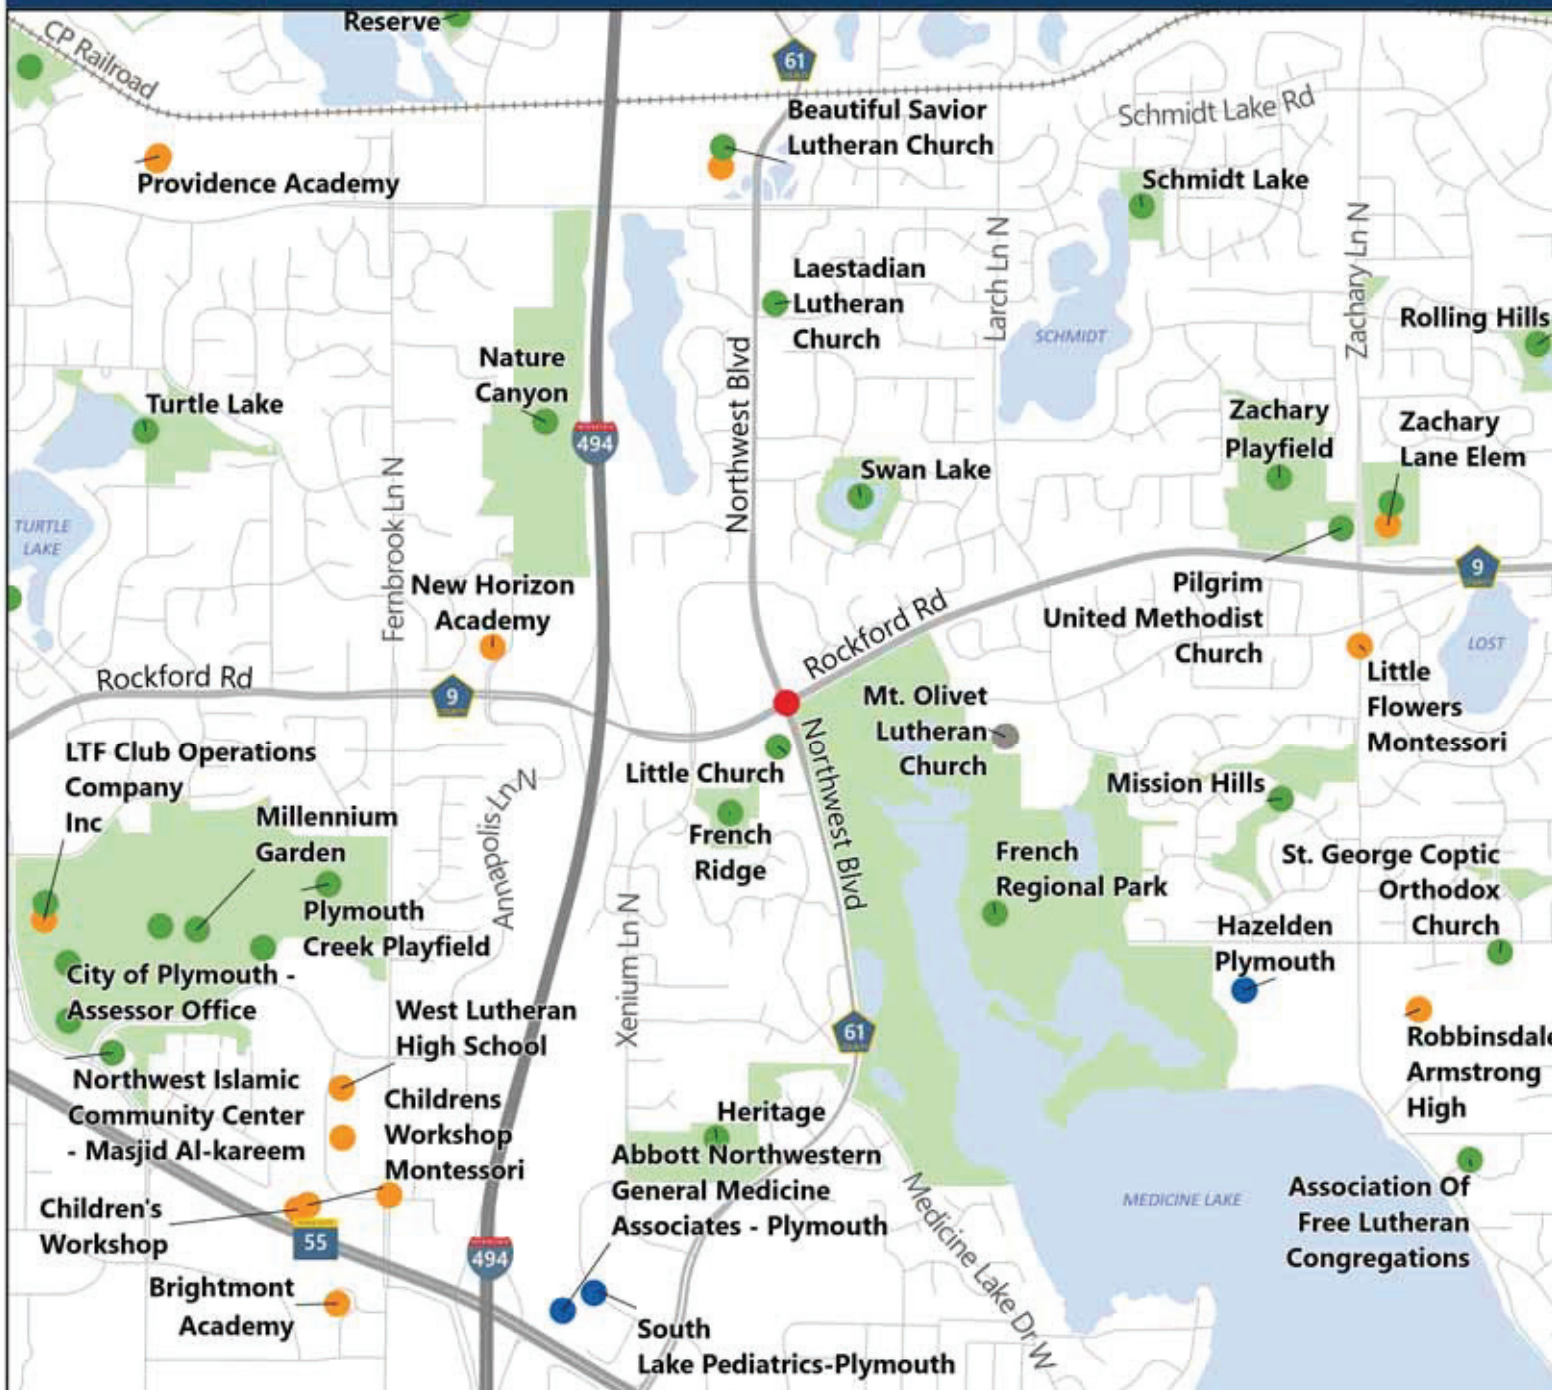 Reserve
CP Railroad
61
Beautiful Savior
Lutheran Church
Schmidt Lake Rd
Providence Academy
Schmidt Lake
Laestadian
Lutheran
Church
Larch Ln N
SCHMIDT
Zachary Ln N
Rolling Hills
Nature
Canyon
Northwest Blvd
Turtle Lake
494
Zachary
Playfield
Zachary
Lane Elem
Swan Lake
TURTLE
LAKE
Fernbrook Ln N
New Horizon
Academy
Rockford Rd
Pilgrim
United Methodist
Church
9
LOST
Rockford Rd
9
Mt. Olivet
Lutheran
Church
Little
Flowers
Montessori
LTF Club Operations
Company
Inc
Annapolis Ln N
Little Church
Northwest Blvd
Mission Hills
Millennium
Garden
French
Ridge
French
Regional Park
St. George Coptic
Orthodox
Church
Plymouth
Creek Playfield
Xenium Ln N
Hazelden
Plymouth
City of Plymouth -
Assessor Office
West Lutheran
High School
61
Robbinsdale
Armstrong
High
Northwest Islamic
Community Center
- Masjid Al-kareem
Childrens
Workshop
Montessori
Heritage
Abbott Northwestern
General Medicine
Associates - Plymouth
Medicine Lake Dr W
MEDICINE LAKE
Association Of
Free Lutheran
Congregations
Children's
Workshop
55
494
Brightmont
Academy
South
Lake Pediatrics-Plymouth